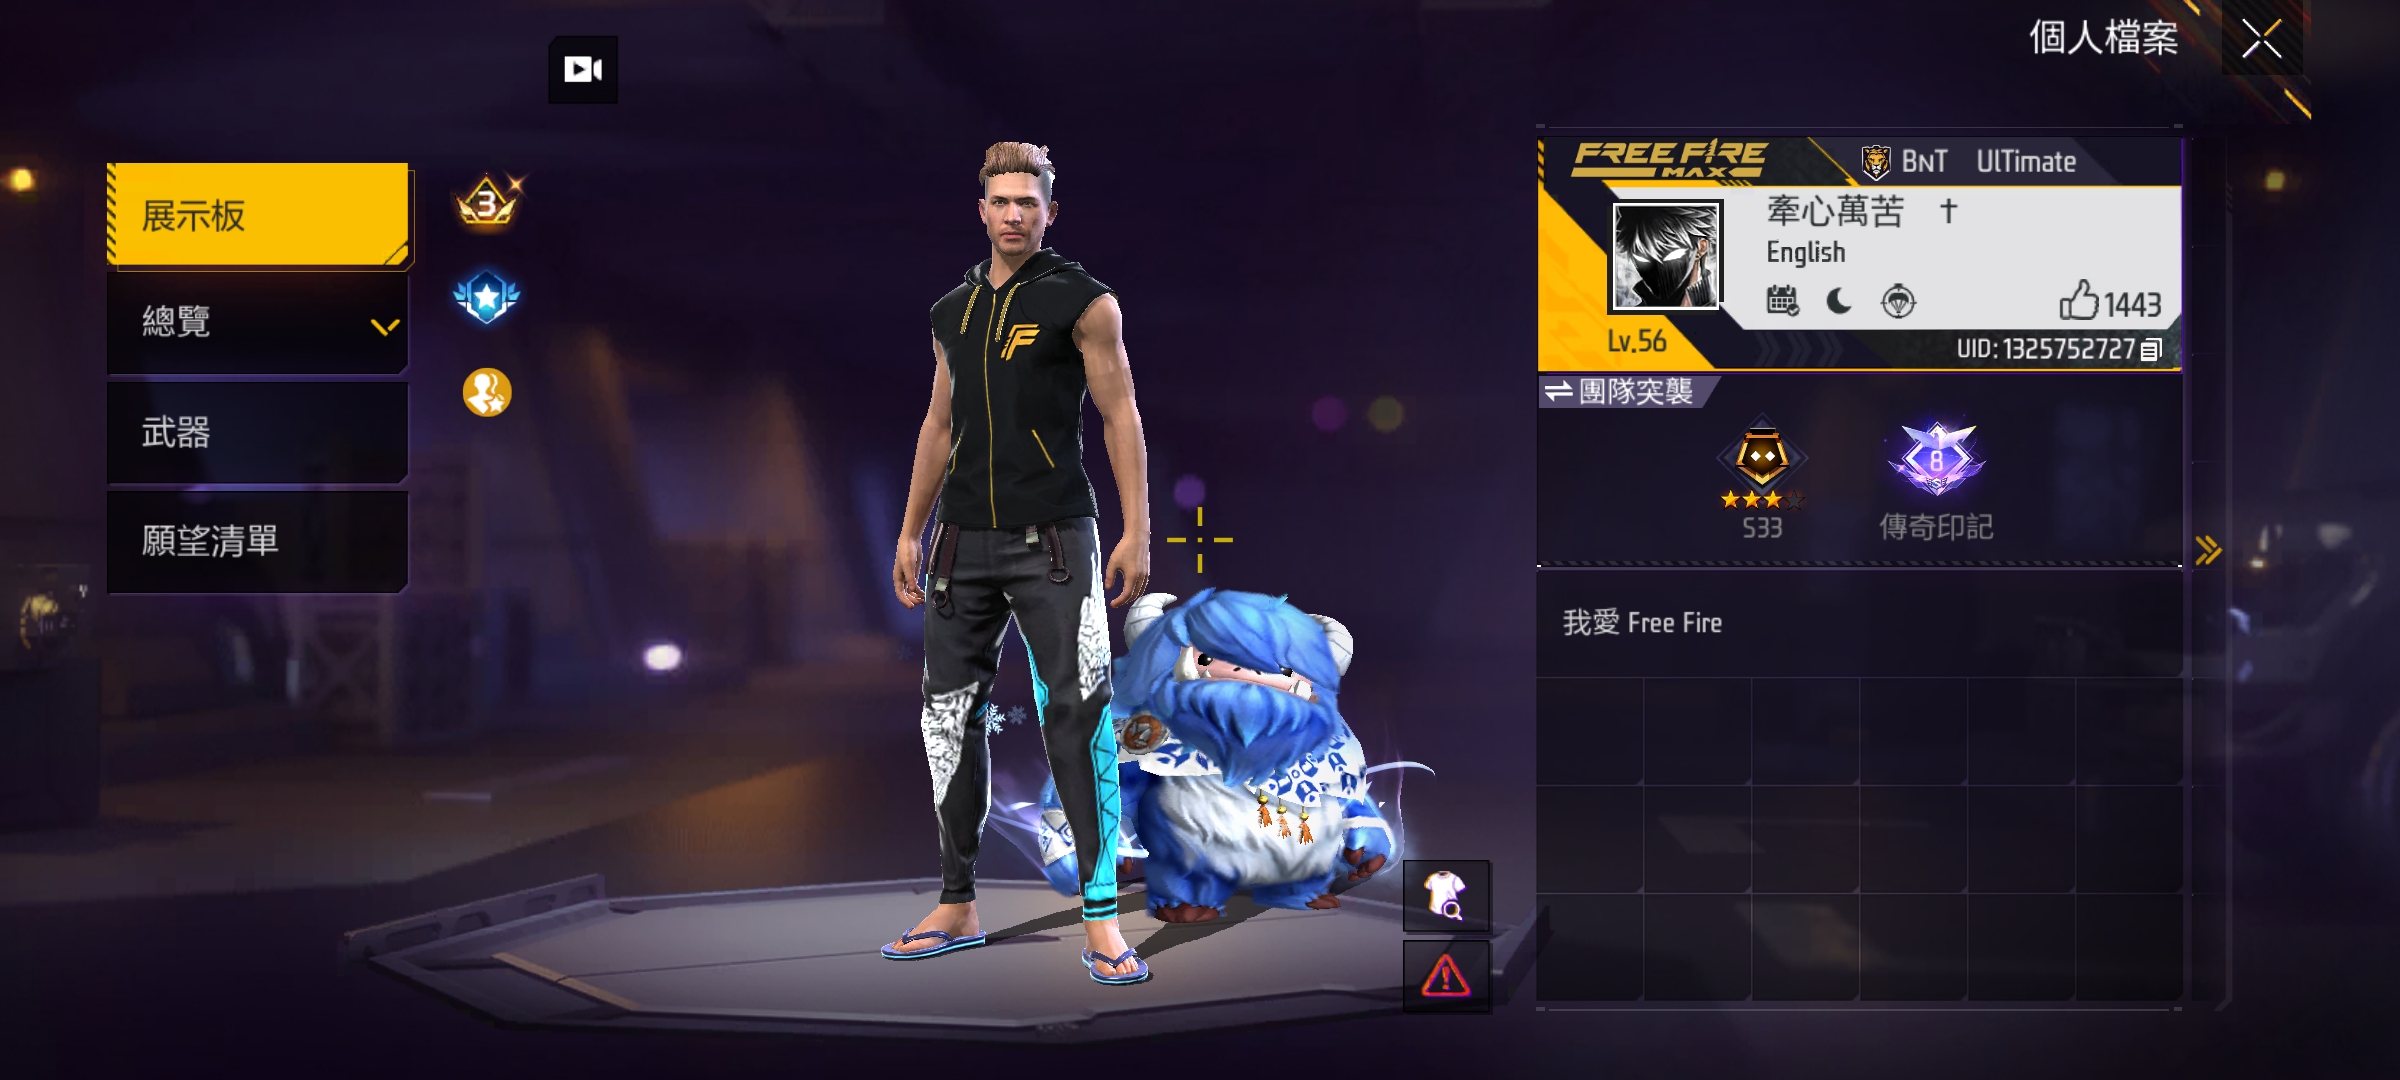 個人檔案
展示板
總覽
武器
願望清單
3
FREE FIRE
MAX
BNT UlTimate
牽心萬苦 †
English
1443
Lv.56
UID: 1325752727
團隊突襲
8
S33
傳奇印記
我愛 Free Fire